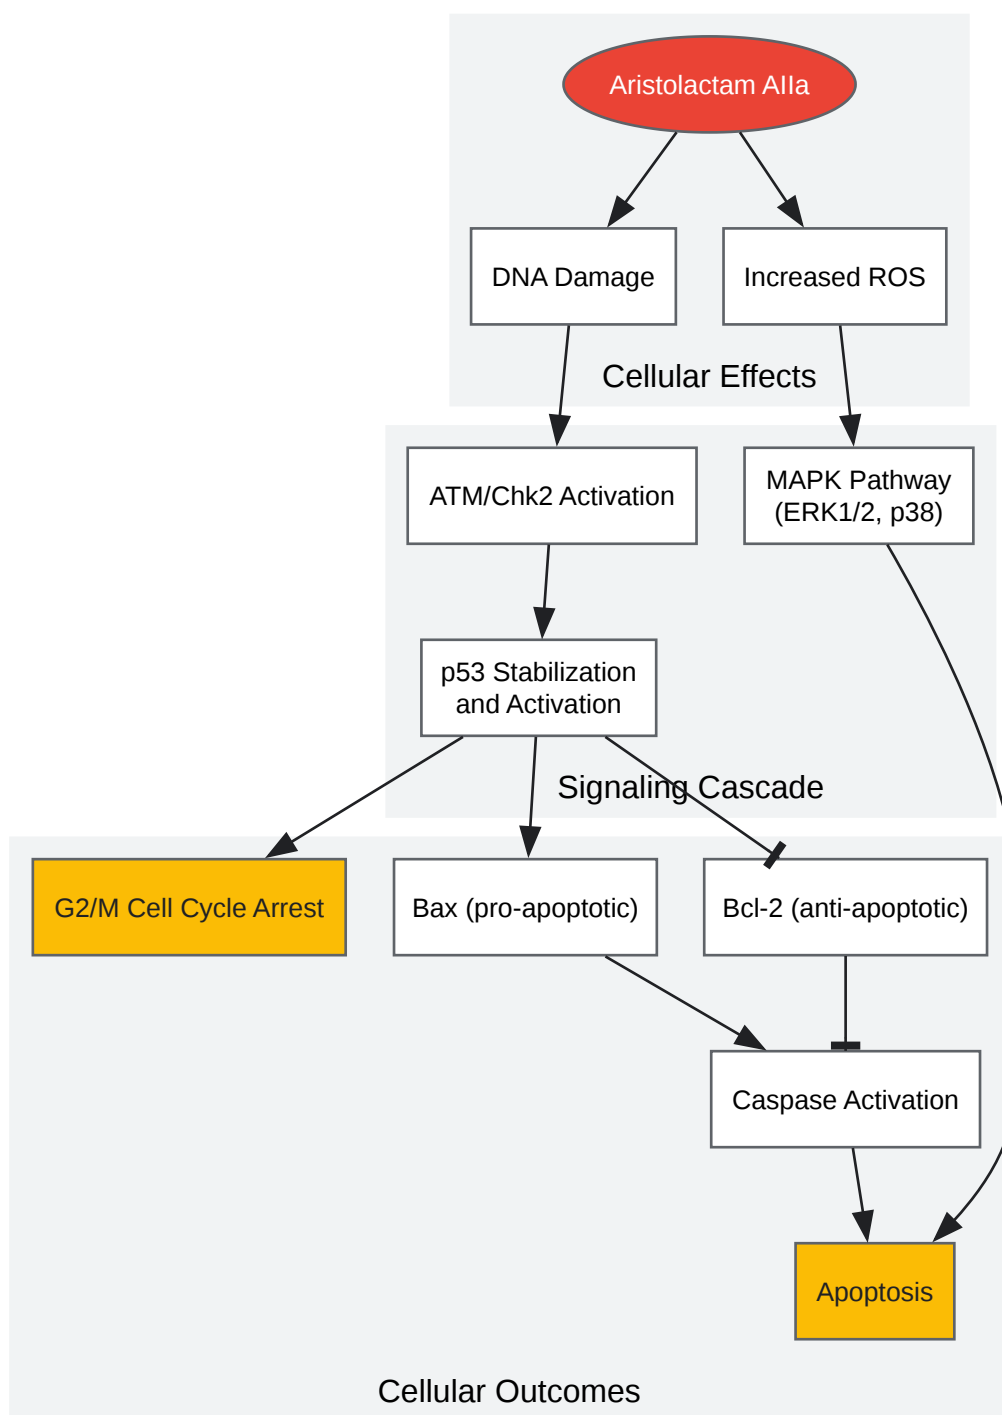 Aristolactam AIIa
DNA Damage
Increased ROS
Cellular Effects
ATM/Chk2 Activation
MAPK Pathway
(ERK1/2, p38)
p53 Stabilization
and Activation
Signaling Cascade
G2/M Cell Cycle Arrest
Bax (pro-apoptotic)
Bcl-2 (anti-apoptotic)
Caspase Activation
Apoptosis
Cellular Outcomes